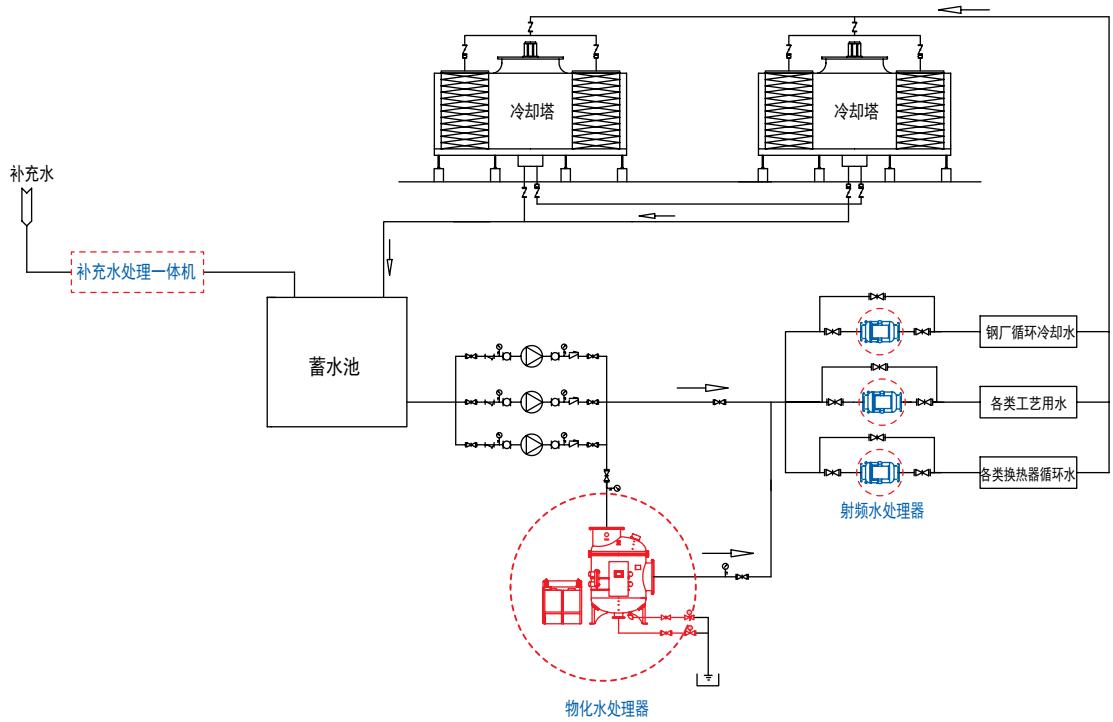 冷却塔
冷却塔
补充水
补充水处理一体机
蓄水池
钢厂循环冷却水
各类工艺用水
各类换热器循环水
射频水处理器
物化水处理器